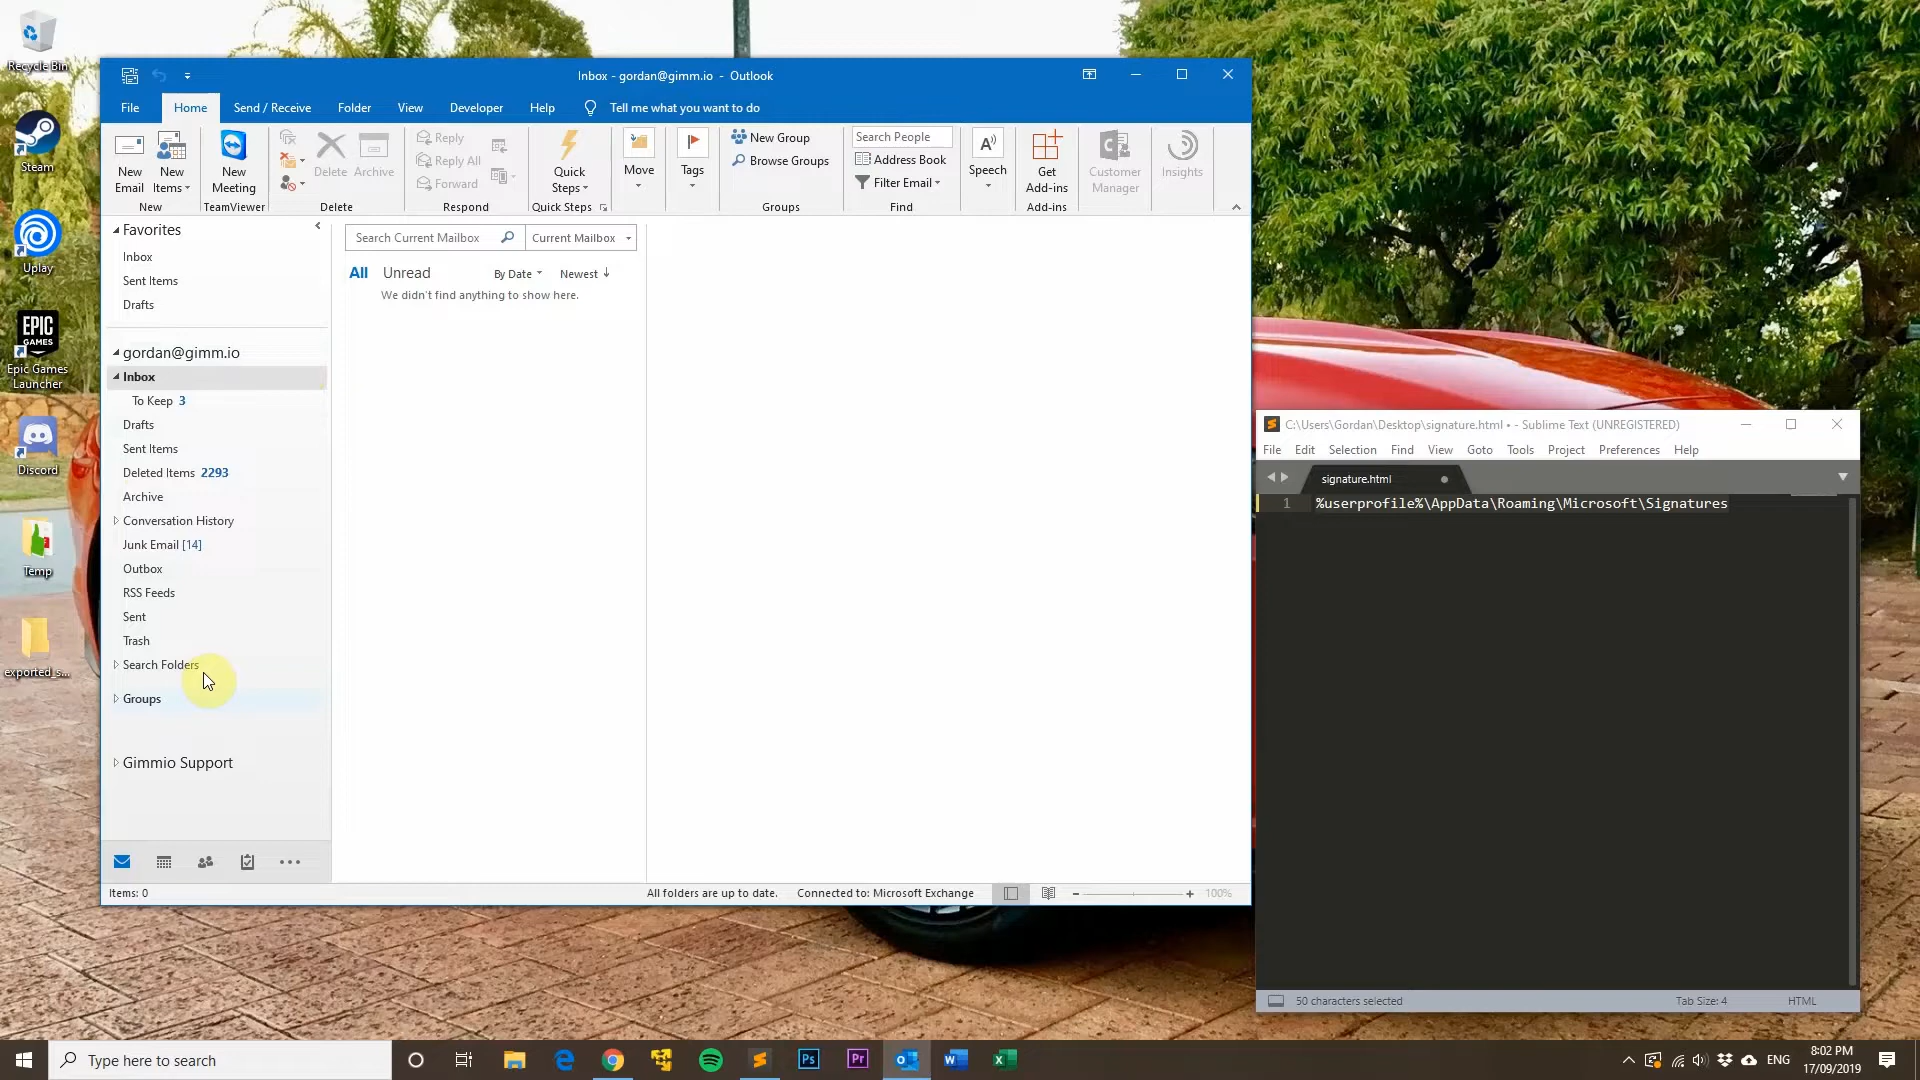 Recycle Bin
Steam
Uplay
EPIC
GAMES
Epic Games
Launcher
Discord
Temp
exported_s...
Inbox - gordan@gimm.io - Outlook
File Home Send / Receive Folder View Developer Help Tell me what you want to do
New
Email
New
Items
New
New
Meeting
TeamViewer
Delete
Archive
Delete
Reply
Reply All
Forward
Respond
Quick
Steps
Quick Steps
Move
Tags
New Group
Browse Groups
Groups
Search People
Address Book
Filter Email
Find
Speech
Get
Add-ins
Add-ins
Customer
Manager
Insights
Favorites
Inbox
Sent Items
Drafts
gordan@gimm.io
Inbox
To Keep 3
Drafts
Sent Items
Deleted Items 2293
Archive
Conversation History
Junk Email [14]
Outbox
RSS Feeds
Sent
Trash
Search Folders
Groups
Gimmio Support
Search Current Mailbox Current Mailbox
All Unread By Date Newest
We didn't find anything to show here.
Items: 0 All folders are up to date. Connected to: Microsoft Exchange 100%
C:\Users\Gordan\Desktop\signature.html • - Sublime Text (UNREGISTERED)
File Edit Selection Find View Goto Tools Project Preferences Help
signature.html
1 %userprofile%\AppData\Roaming\Microsoft\Signatures
50 characters selected Tab Size: 4 HTML
Type here to search
Ps
Pr
ENG
8:02 PM
17/09/2019